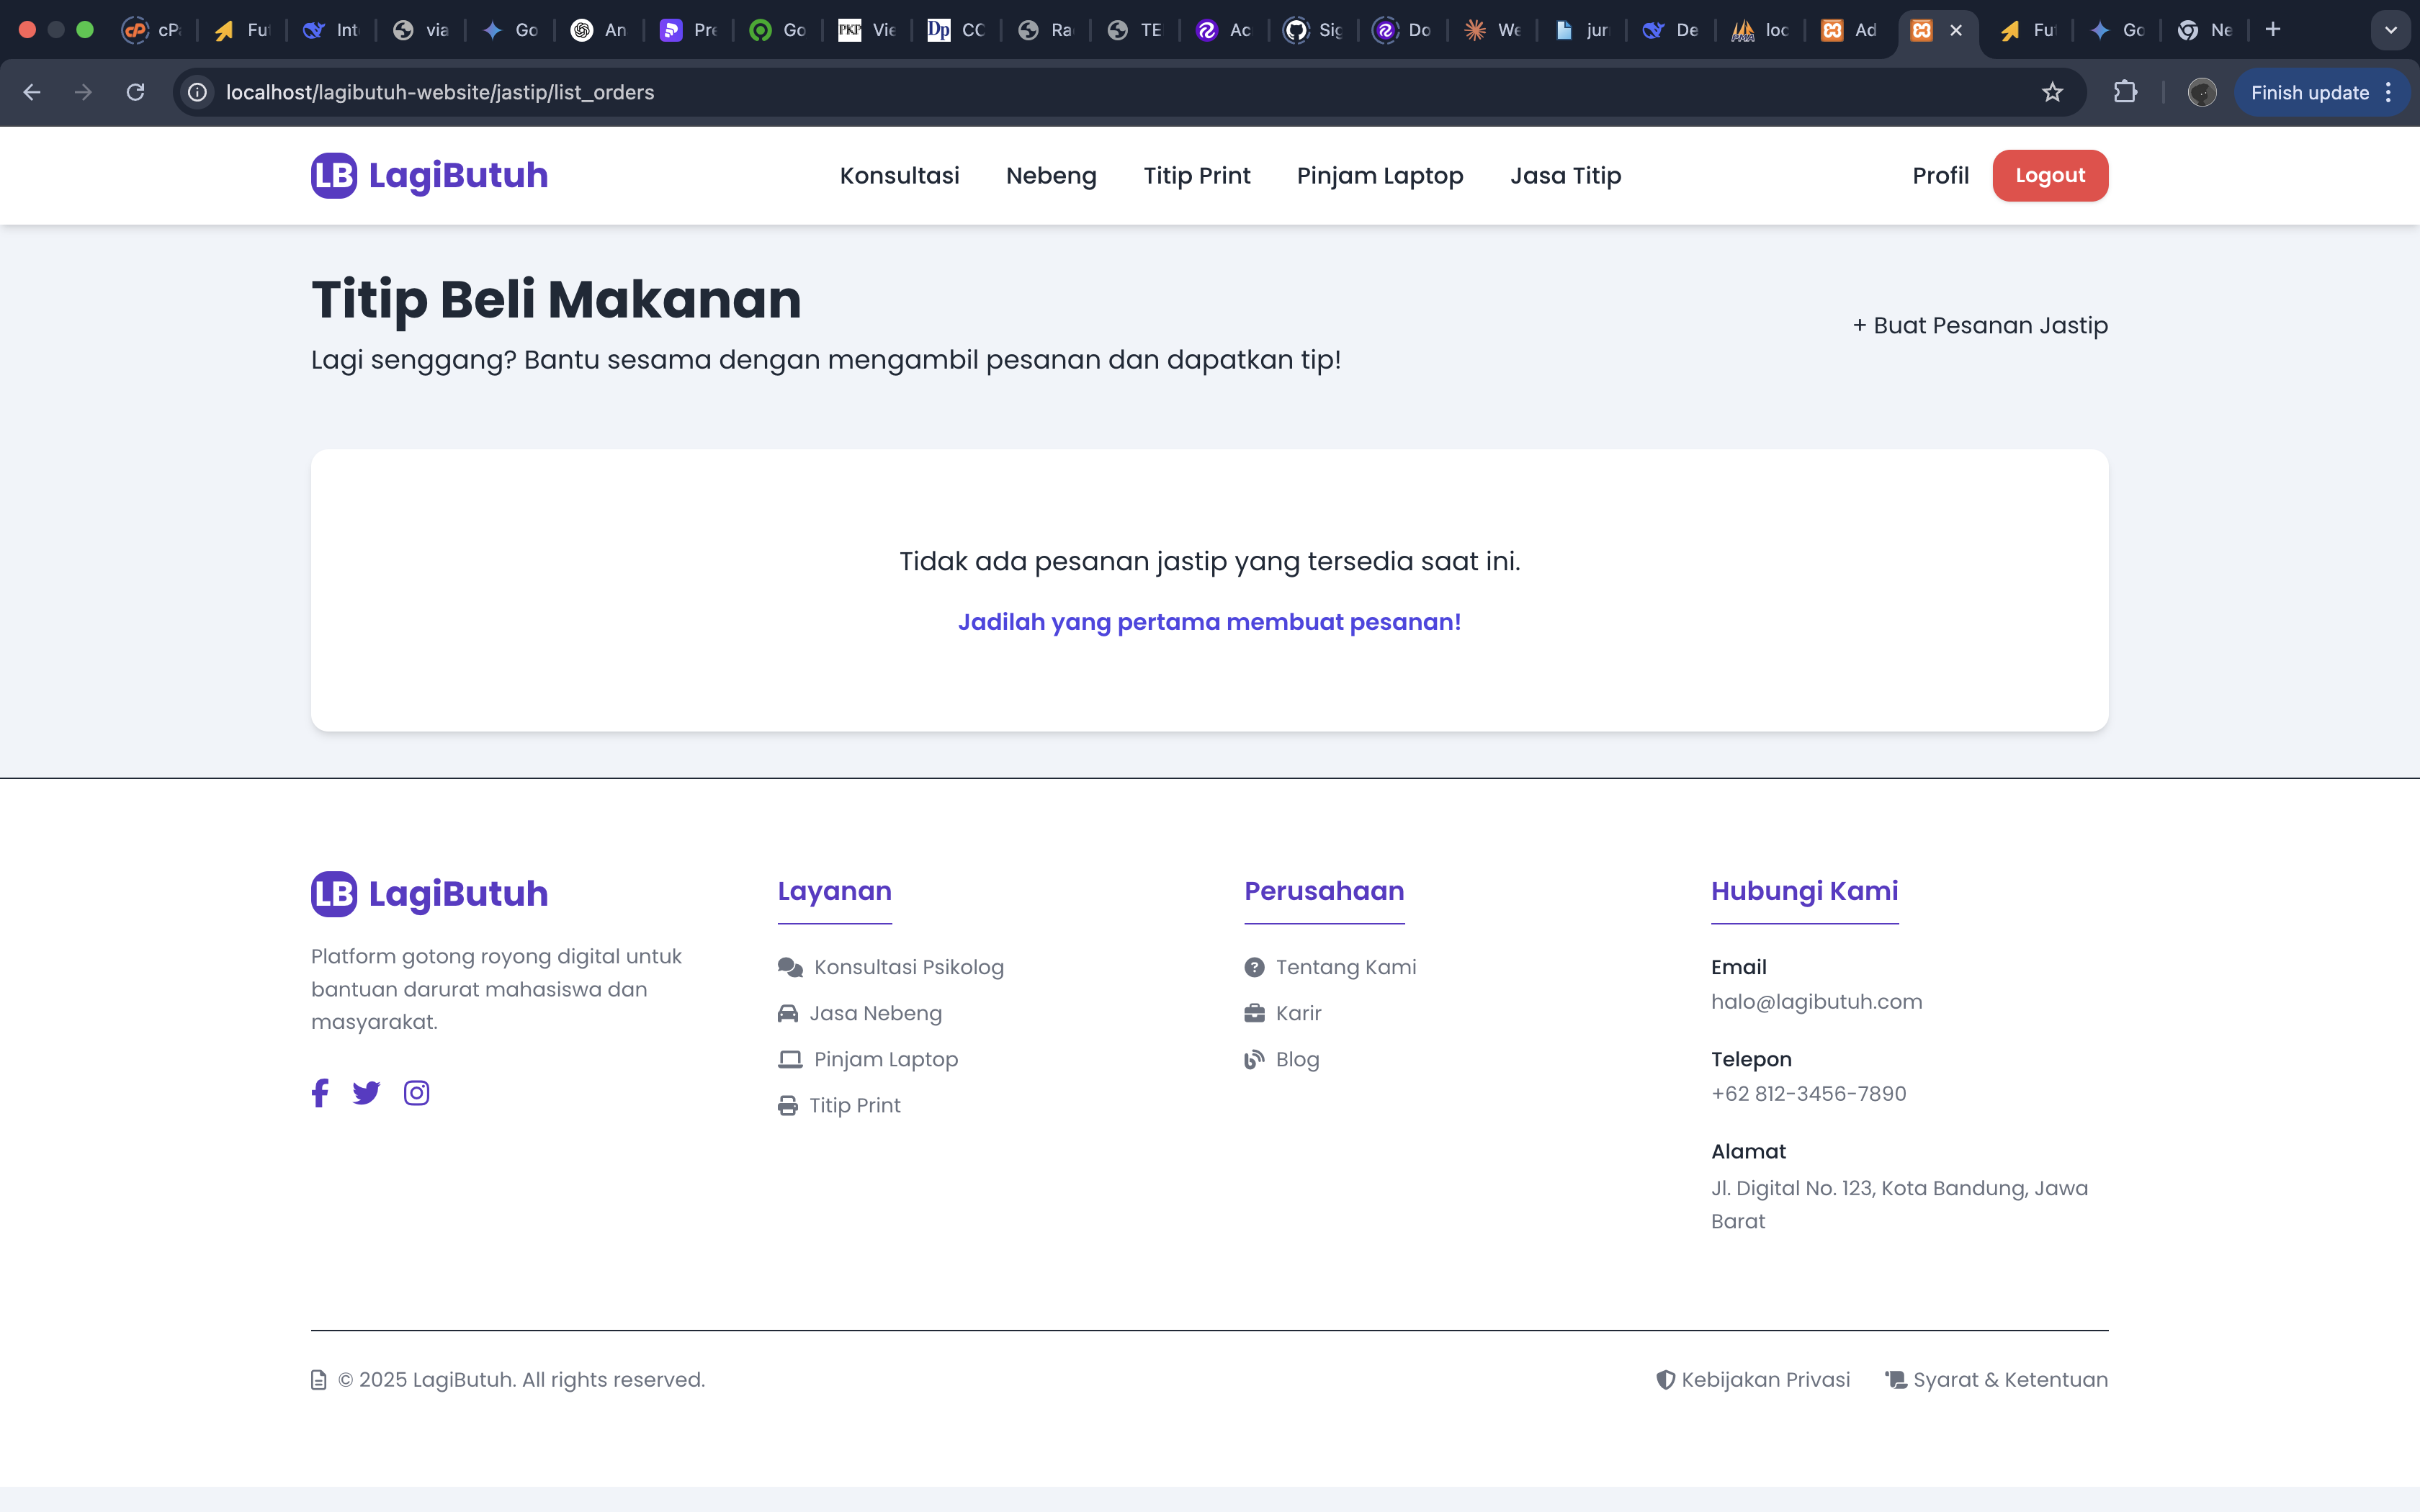 cP
Fu
Int
via
Go
An
Pre
Go
PKP Vie
Dp CC
Ra
TE
Ac
Sig
Do
We
jur
De
loc
Ad
Fu
Go
Ne
localhost/lagibutuh-website/jastip/list_orders
Finish update
LB LagiButuh
Konsultasi
Nebeng
Titip Print
Pinjam Laptop
Jasa Titip
Profil
Logout
Titip Beli Makanan
Lagi senggang? Bantu sesama dengan mengambil pesanan dan dapatkan tip!
+ Buat Pesanan Jastip
Tidak ada pesanan jastip yang tersedia saat ini.
Jadilah yang pertama membuat pesanan!
LB LagiButuh
Platform gotong royong digital untuk
bantuan darurat mahasiswa dan
masyarakat.
Layanan
Konsultasi Psikolog
Jasa Nebeng
Pinjam Laptop
Titip Print
Perusahaan
Tentang Kami
Karir
Blog
Hubungi Kami
Email
halo@lagibutuh.com
Telepon
+62 812-3456-7890
Alamat
Jl. Digital No. 123, Kota Bandung, Jawa
Barat
© 2025 LagiButuh. All rights reserved.
Kebijakan Privasi
Syarat & Ketentuan